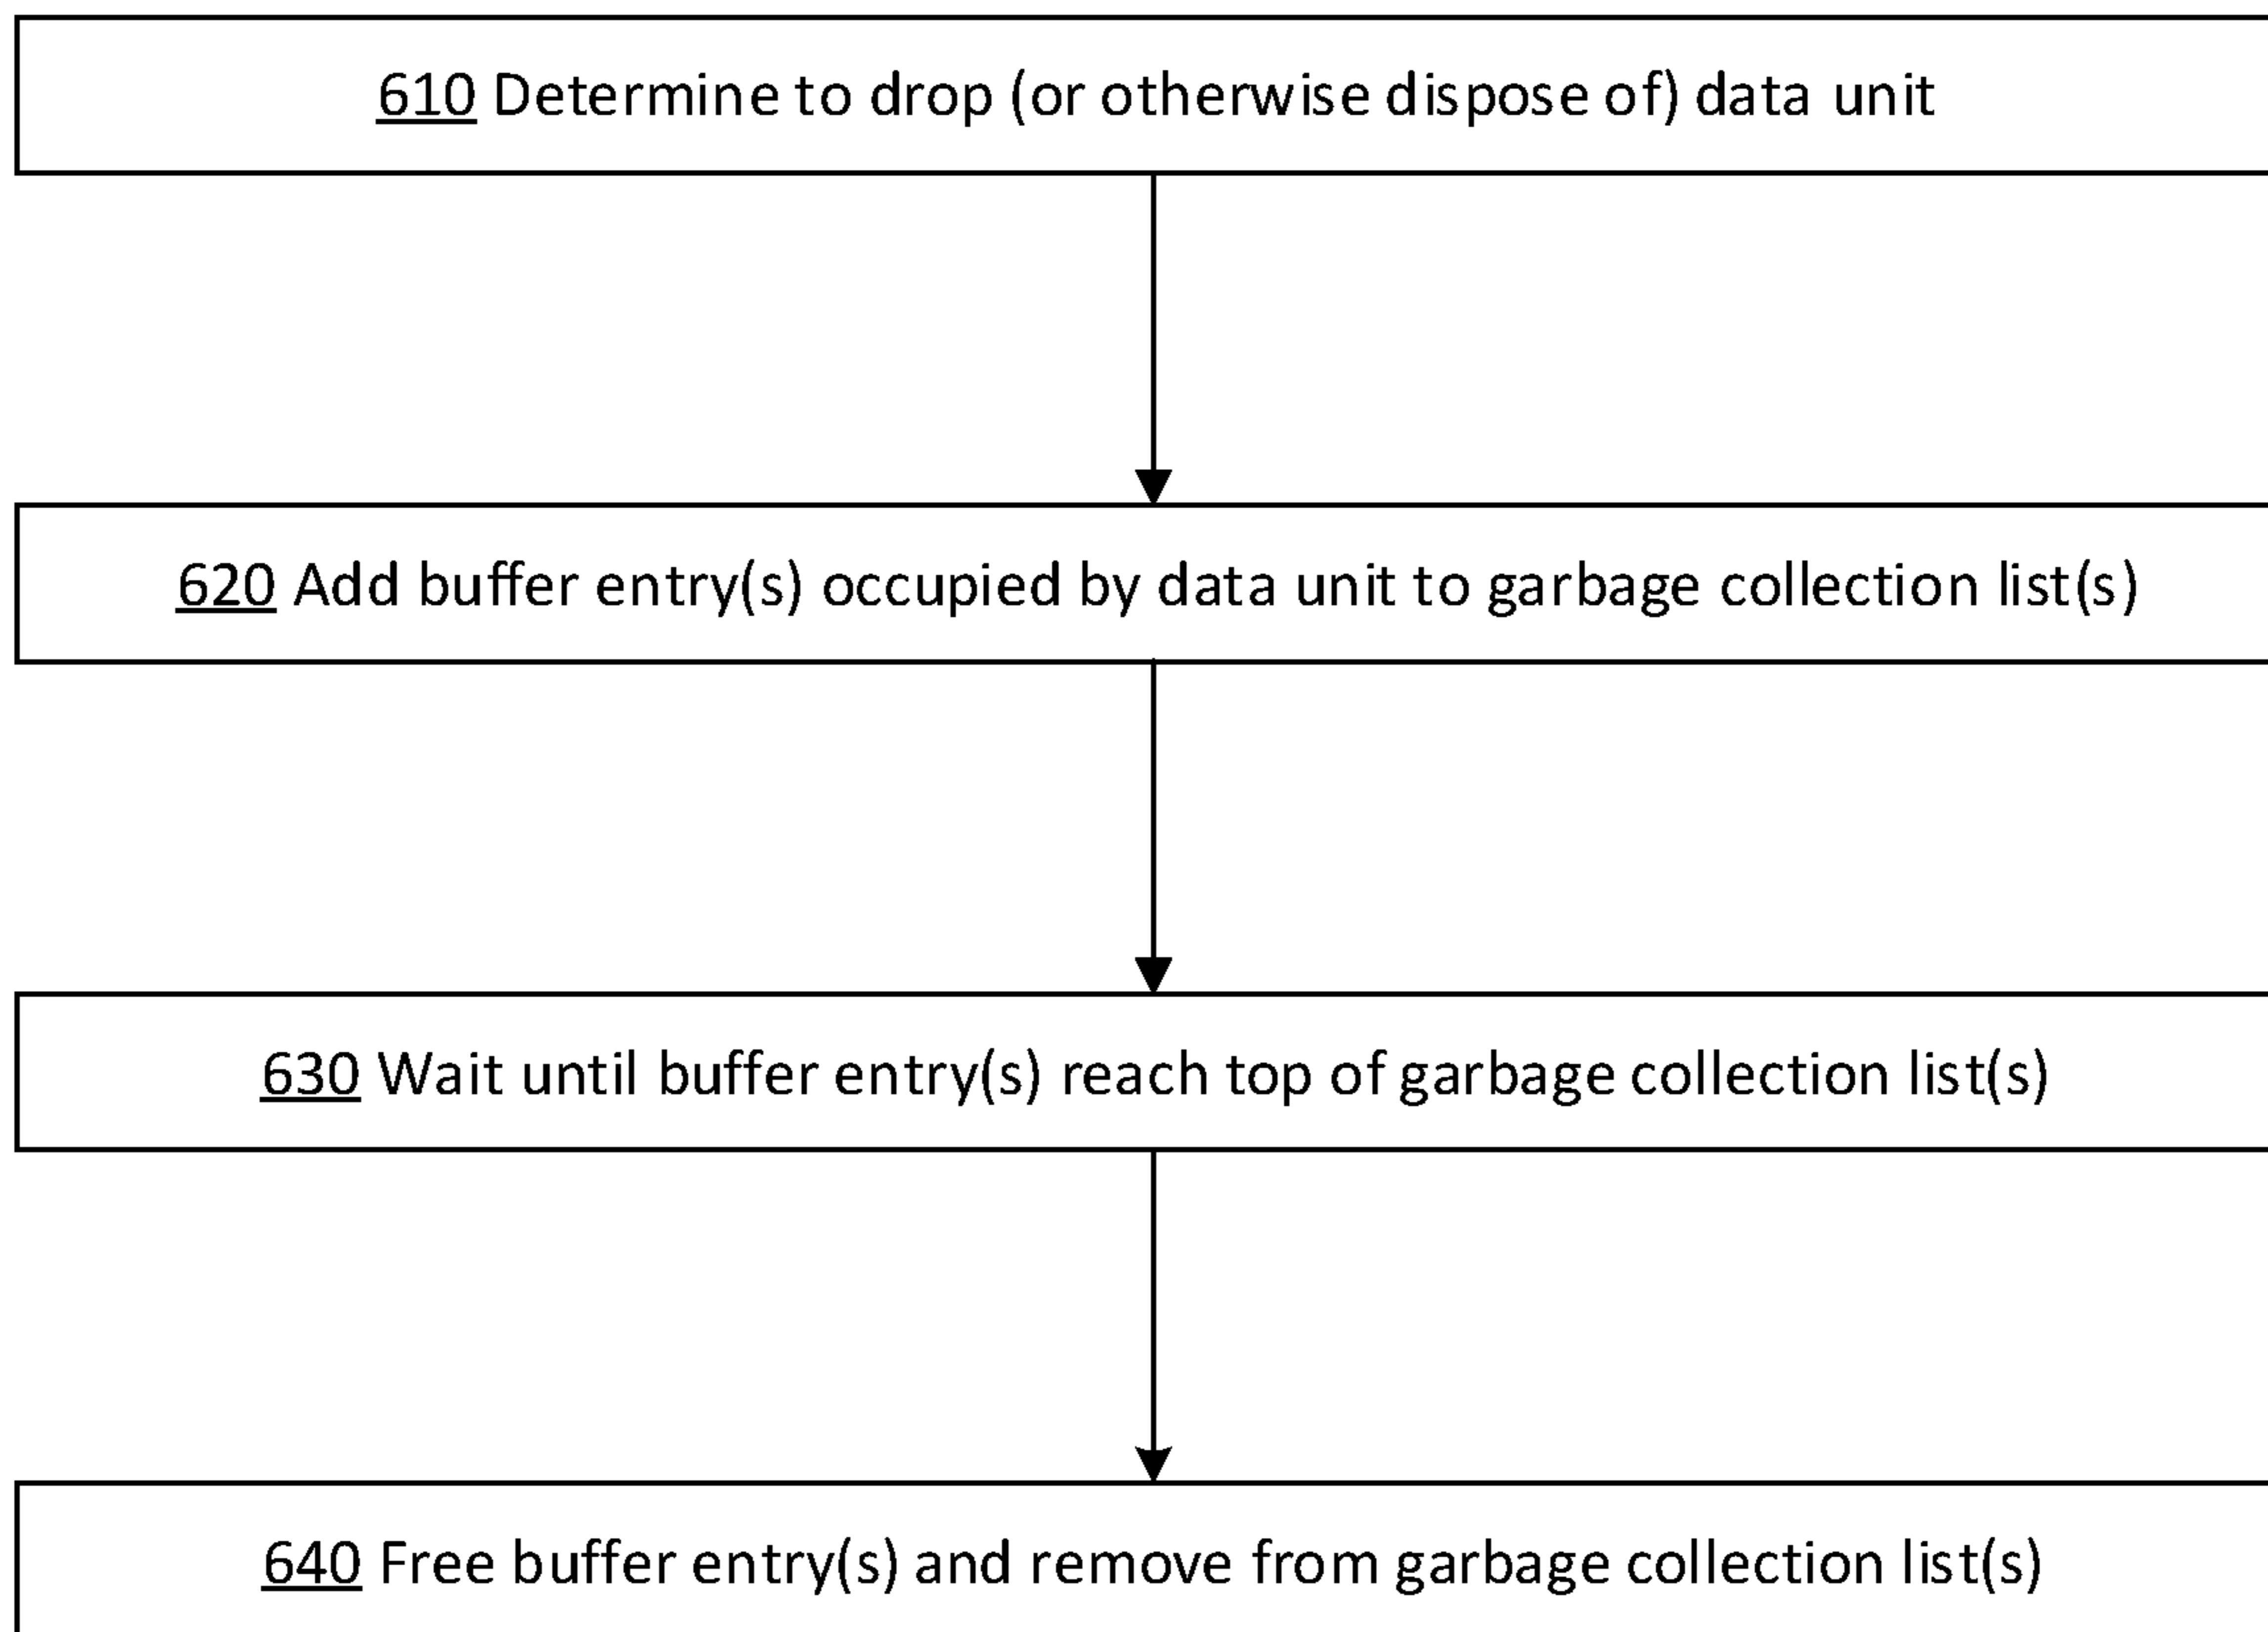 610 Determine to drop (or otherwise dispose of) data unit
620 Add buffer entry(s) occupied by data unit to garbage collection list(s)
630 Wait until buffer entry(s) reach top of garbage collection list(s)
640 Free buffer entry(s) and remove from garbage collection list(s)